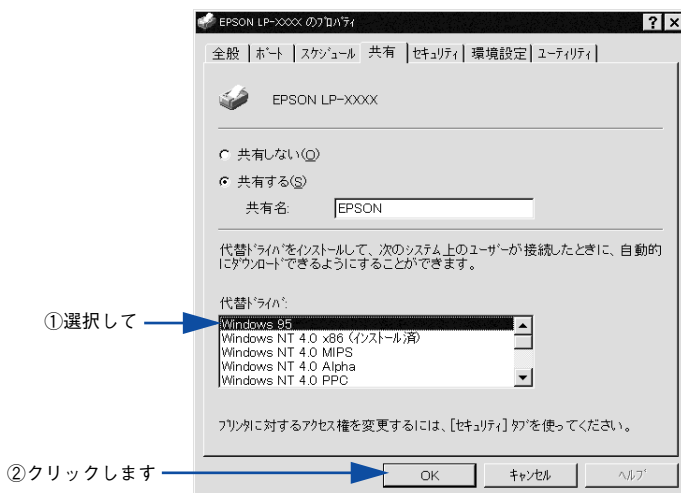 EPSON LP-XXXX のプロパティ
全般 ポート スケジュール 共有 セキュリティ 環境設定 ユーティリティ
EPSON LP-XXXX
共有しない(O)
共有する(S)
共有名: EPSON
代替ドライバをインストールして、次のシステム上のユーザーが接続したときに、自動的
にダウンロードできるようにすることができます。
代替ドライバ:
①選択して
Windows 95
Windows NT 4.0 x86 (インストール済)
Windows NT 4.0 MIPS
Windows NT 4.0 Alpha
Windows NT 4.0 PPC
プリンタに対するアクセス権を変更するには、[セキュリティ] タブを使ってください。
②クリックします
OK キャンセル ヘルプ